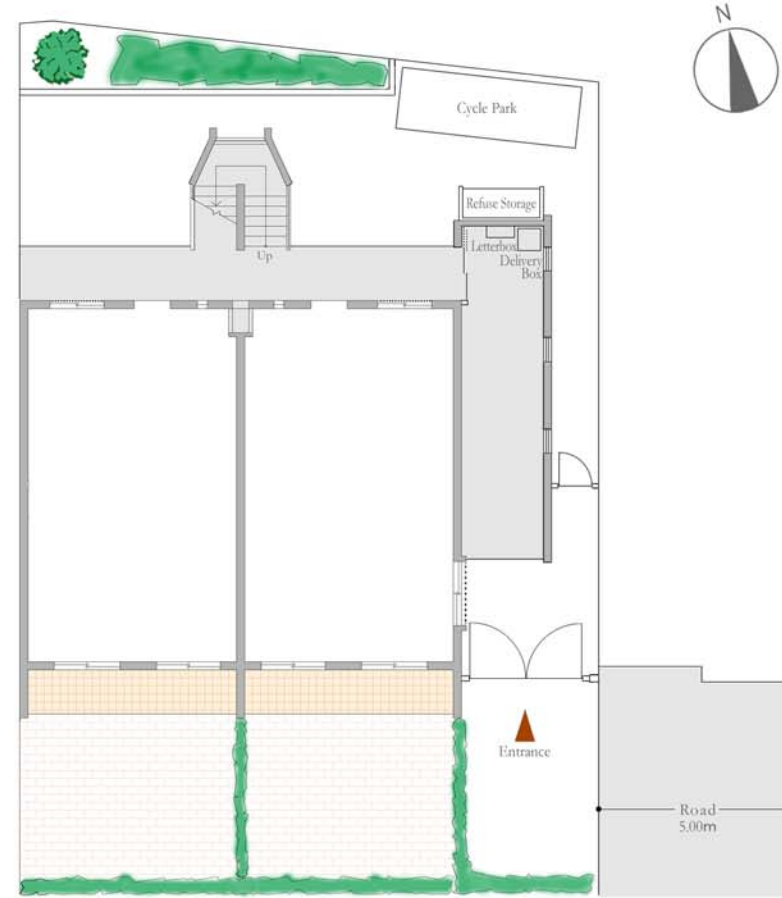 N
Cycle Park
Refuse Storage
Letterbox
Delivery
Box
Up
Entrance
Road
5.00m